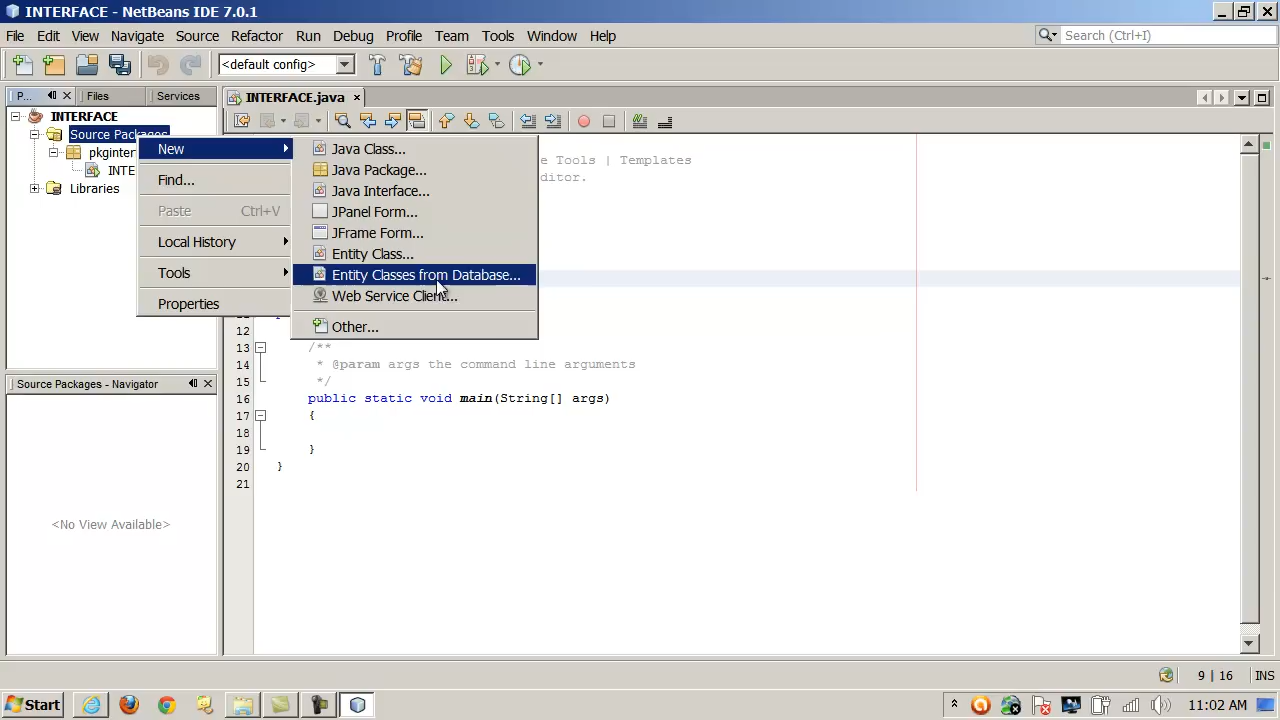 INTERFACE - NetBeans IDE 7.0.1
File Edit View Navigate Source Refactor Run Debug Profile Team Tools Window Help
Search (Ctrl+I)
<default config>
P... Files Services
INTERFACE.java
INTERFACE
Source Packages
pkginter
INTE
Libraries
New
Find...
Paste Ctrl+V
Local History
Tools
Properties
Java Class...
Java Package...
Java Interface...
JPanel Form...
JFrame Form...
Entity Class...
Entity Classes from Database...
Web Service Client...
Other...
e Tools | Templates
ditor.
12
13 /**
14 * @param args the command line arguments
15 */
16 public static void main(String[] args)
17 {
18
19 }
20 }
21
Source Packages - Navigator
<No View Available>
9 | 16 INS
Start
11:02 AM